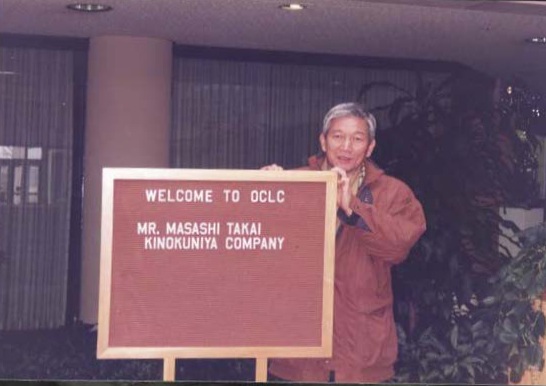 WELCOME TO OCLC
MR. MASASHI TAKAI
KINOKUNIYA COMPANY